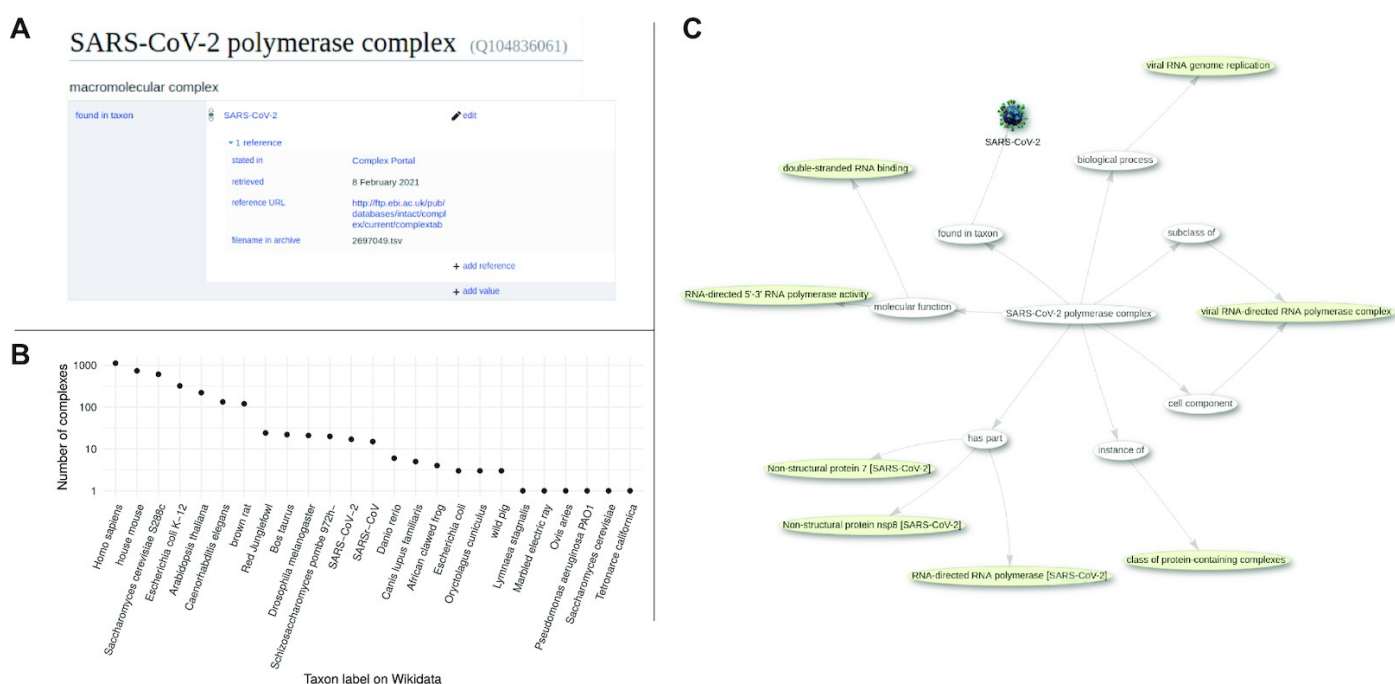 A
SARS-CoV-2 polymerase complex (Q104836061)
macromolecular complex
found in taxon
SARS-CoV-2
edit
1 reference
stated in
Complex Portal
retrieved
8 February 2021
reference URL
http://ftp.ebi.ac.uk/pub/
databases/intact/compl
ex/current/complextab
filename in archive
2697049.tsv
+ add reference
+ add value
B
Number of complexes
1000
100
10
1
Homo sapiens
house mouse
Saccharomyces cerevisiae S288c
Escherichia coli K-12
Arabidopsis thaliana
Caenorhabditis elegans
brown rat
Red Junglefowl
Bos taurus
Drosophila melanogaster
Schizosaccharomyces pombe 972h-
SARS-CoV-2
SARSr-CoV
Danio rerio
Canis lupus familiaris
African clawed frog
Escherichia coli
Oryctolagus cuniculus
wild pig
Lymnaea stagnalis
Marbled electric ray
Ovis aries
Pseudomonas aeruginosa PAO1
Saccharomyces cerevisiae
Tetronarce californica
Taxon label on Wikidata
C
viral RNA genome replication
SARS-CoV-2
biological process
double-stranded RNA binding
found in taxon
subclass of
RNA-directed 5'-3' RNA polymerase activity
molecular function
SARS-CoV-2 polymerase complex
viral RNA-directed RNA polymerase complex
cell component
has part
instance of
Non-structural protein 7 [SARS-CoV-2]
Non-structural protein nsp8 [SARS-CoV-2]
class of protein-containing complexes
RNA-directed RNA polymerase [SARS-CoV-2]